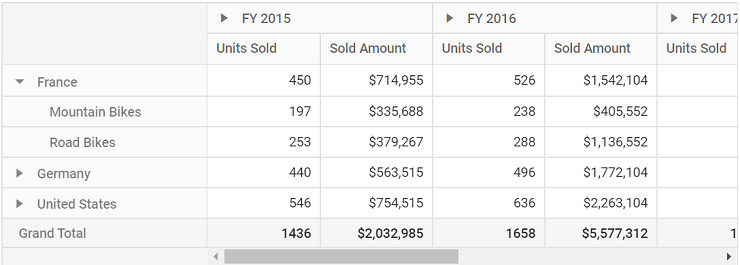 FY 2015 FY 2016 FY 2017
Units Sold Sold Amount Units Sold Sold Amount Units Sold
France 450 $714,955 526 $1,542,104
Mountain Bikes 197 $335,688 238 $405,552
Road Bikes 253 $379,267 288 $1,136,552
Germany 440 $563,515 496 $1,772,104
United States 546 $754,515 636 $2,263,104
Grand Total 1436 $2,032,985 1658 $5,577,312 1